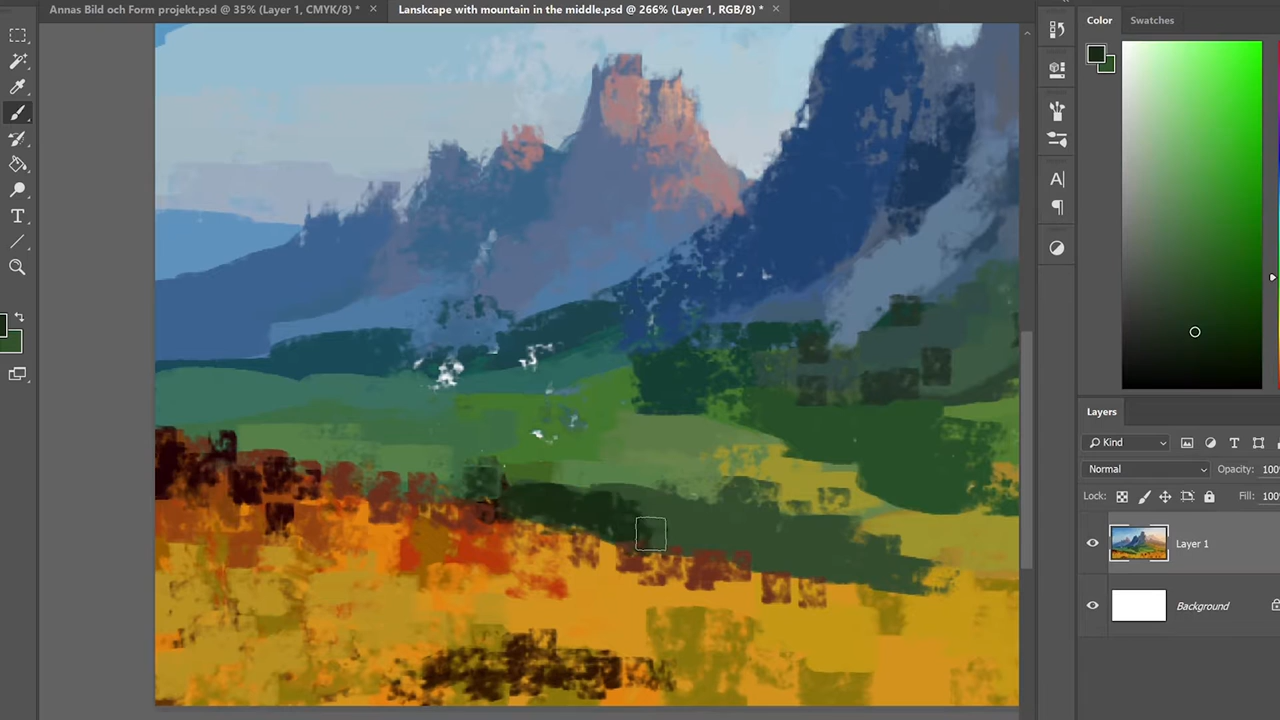 Annas Bild och Form projekt.psd @ 35% (Layer 1, CMYK/8) * ×
Lanskcape with mountain in the middle.psd @ 266% (Layer 1, RGB/8) * ×
Color
Swatches
Layers
Kind
Normal
Opacity: 100
Lock:
Fill: 100
Layer 1
Background